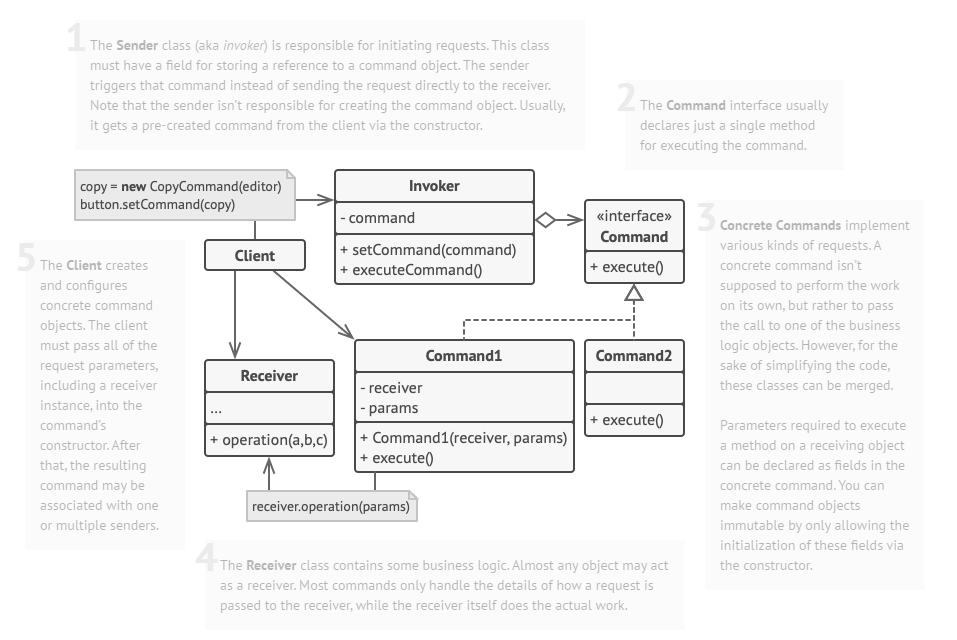 1
The Sender class (aka invoker) is responsible for initiating requests. This class
must have a field for storing a reference to a command object. The sender
triggers that command instead of sending the request directly to the receiver.
Note that the sender isn't responsible for creating the command object. Usually,
it gets a pre-created command from the client via the constructor.
2
The Command interface usually
declares just a single method
for executing the command.
copy = new CopyCommand(editor)
button.setCommand(copy)
Invoker
- command
+ setCommand(command)
+ executeCommand()
«interface»
Command
+ execute()
3
Concrete Commands implement
various kinds of requests. A
concrete command isn't
supposed to perform the work
on its own, but rather to pass
the call to one of the business
logic objects. However, for the
sake of simplifying the code,
these classes can be merged.
Parameters required to execute
a method on a receiving object
can be declared as fields in the
concrete command. You can
make command objects
immutable by only allowing the
initialization of these fields via
the constructor.
Client
5
The Client creates
and configures
concrete command
objects. The client
must pass all of the
request parameters,
including a receiver
instance, into the
command's
constructor. After
that, the resulting
command may be
associated with one
or multiple senders.
Receiver
...
+ operation(a,b,c)
Command1
- receiver
- params
+ Command1(receiver, params)
+ execute()
Command2
+ execute()
receiver.operation(params)
4
The Receiver class contains some business logic. Almost any object may act
as a receiver. Most commands only handle the details of how a request is
passed to the receiver, while the receiver itself does the actual work.